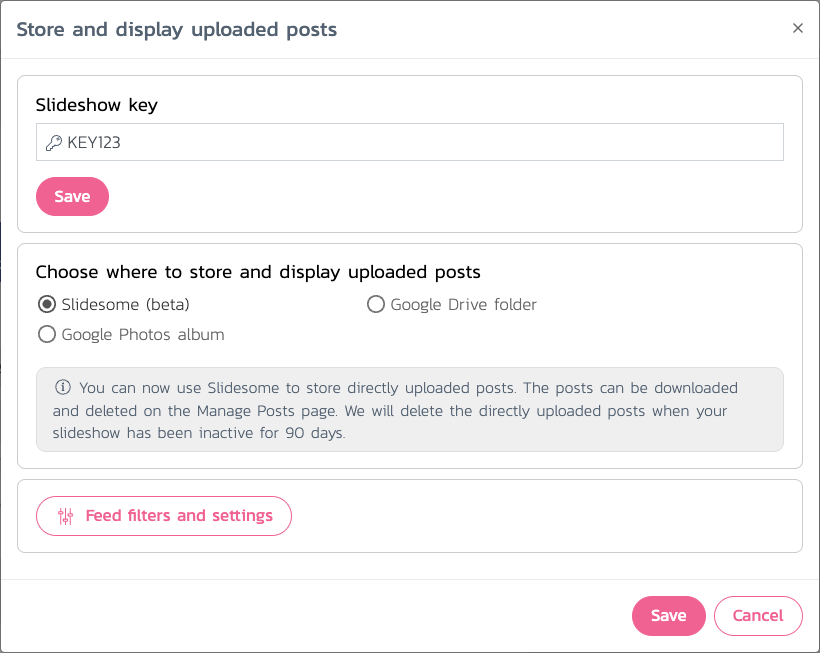 Store and display uploaded posts
Slideshow key
KEY123
Save
Choose where to store and display uploaded posts
Slidesome (beta)
Google Drive folder
Google Photos album
You can now use Slidesome to store directly uploaded posts. The posts can be downloaded
and deleted on the Manage Posts page. We will delete the directly uploaded posts when your
slideshow has been inactive for 90 days.
Feed filters and settings
Save
Cancel